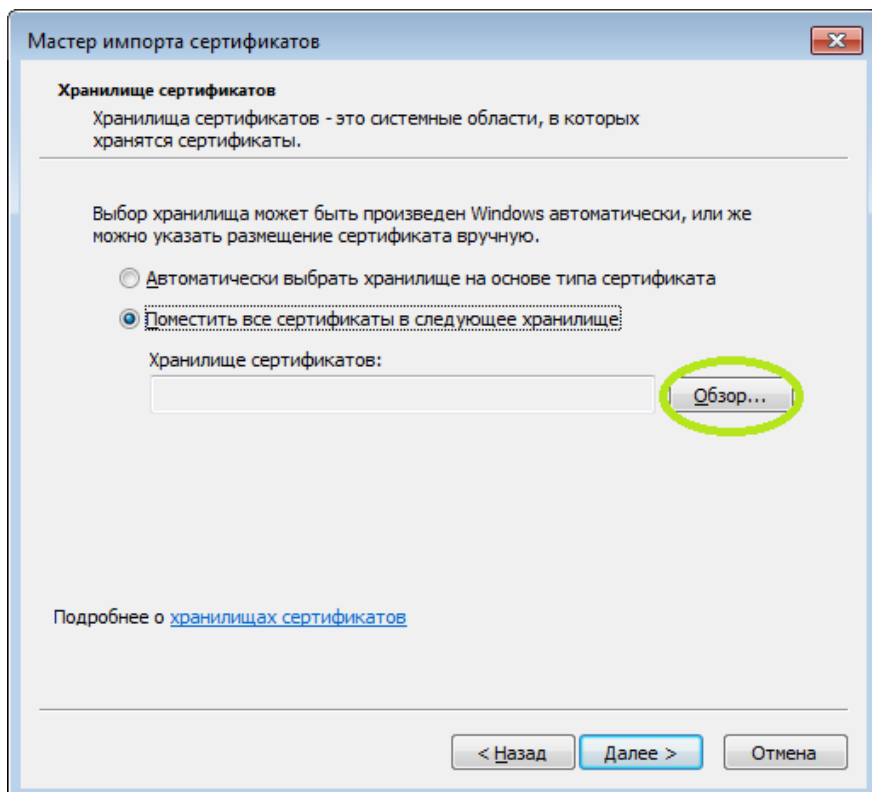 Мастер импорта сертификатов
Хранилище сертификатов
Хранилища сертификатов - это системные области, в которых
хранятся сертификаты.
Выбор хранилища может быть произведен Windows автоматически, или же
можно указать размещение сертификата вручную.
Автоматически выбрать хранилище на основе типа сертификата
Поместить все сертификаты в следующее хранилище
Хранилище сертификатов:
Обзор...
Подробнее о хранилищах сертификатов
< Назад Далее > Отмена